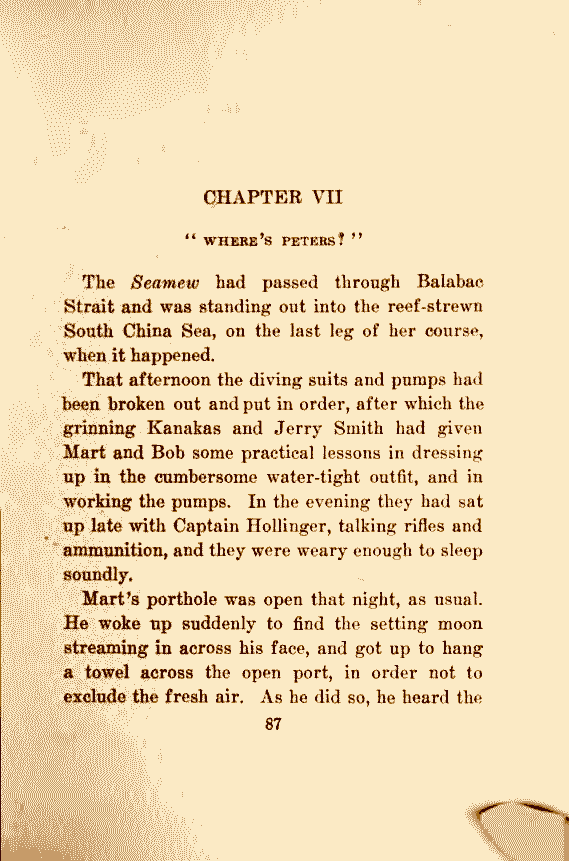 CHAPTER VII
“ WHERE’S PETERS? ”
The Seamew had passed through Balabac
Strait and was standing out into the reef-strewn
South China Sea, on the last leg of her course,
when it happened.
That afternoon the diving suits and pumps had
been broken out and put in order, after which the
grinning Kanakas and Jerry Smith had given
Mart and Bob some practical lessons in dressing
up in the cumbersome water-tight outfit, and in
working the pumps. In the evening they had sat
up late with Captain Hollinger, talking rifles and
ammunition, and they were weary enough to sleep
soundly.
Mart’s porthole was open that night, as usual.
He woke up suddenly to find the setting moon
streaming in across his face, and got up to hang
a towel across the open port, in order not to
exclude the fresh air. As he did so, he heard the
87